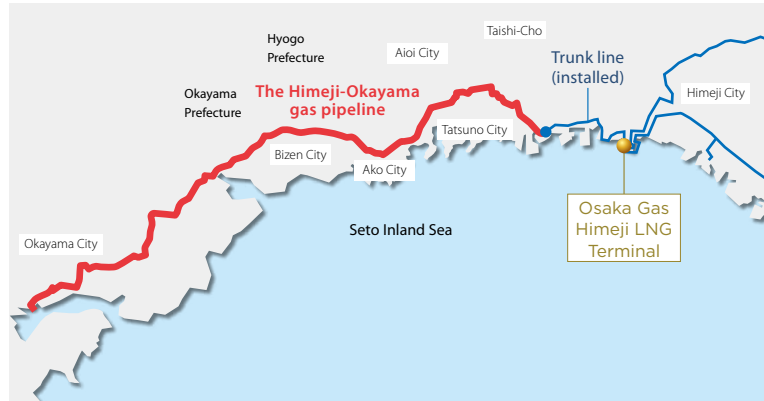 Taishi-Cho
Hyogo
Prefecture
Aioi City
Trunk line
(installed)
Okayama
Prefecture
The Himeji-Okayama
gas pipeline
Himeji City
Tatsuno City
Bizen City
Ako City
Osaka Gas
Himeji LNG
Terminal
Seto Inland Sea
Okayama City